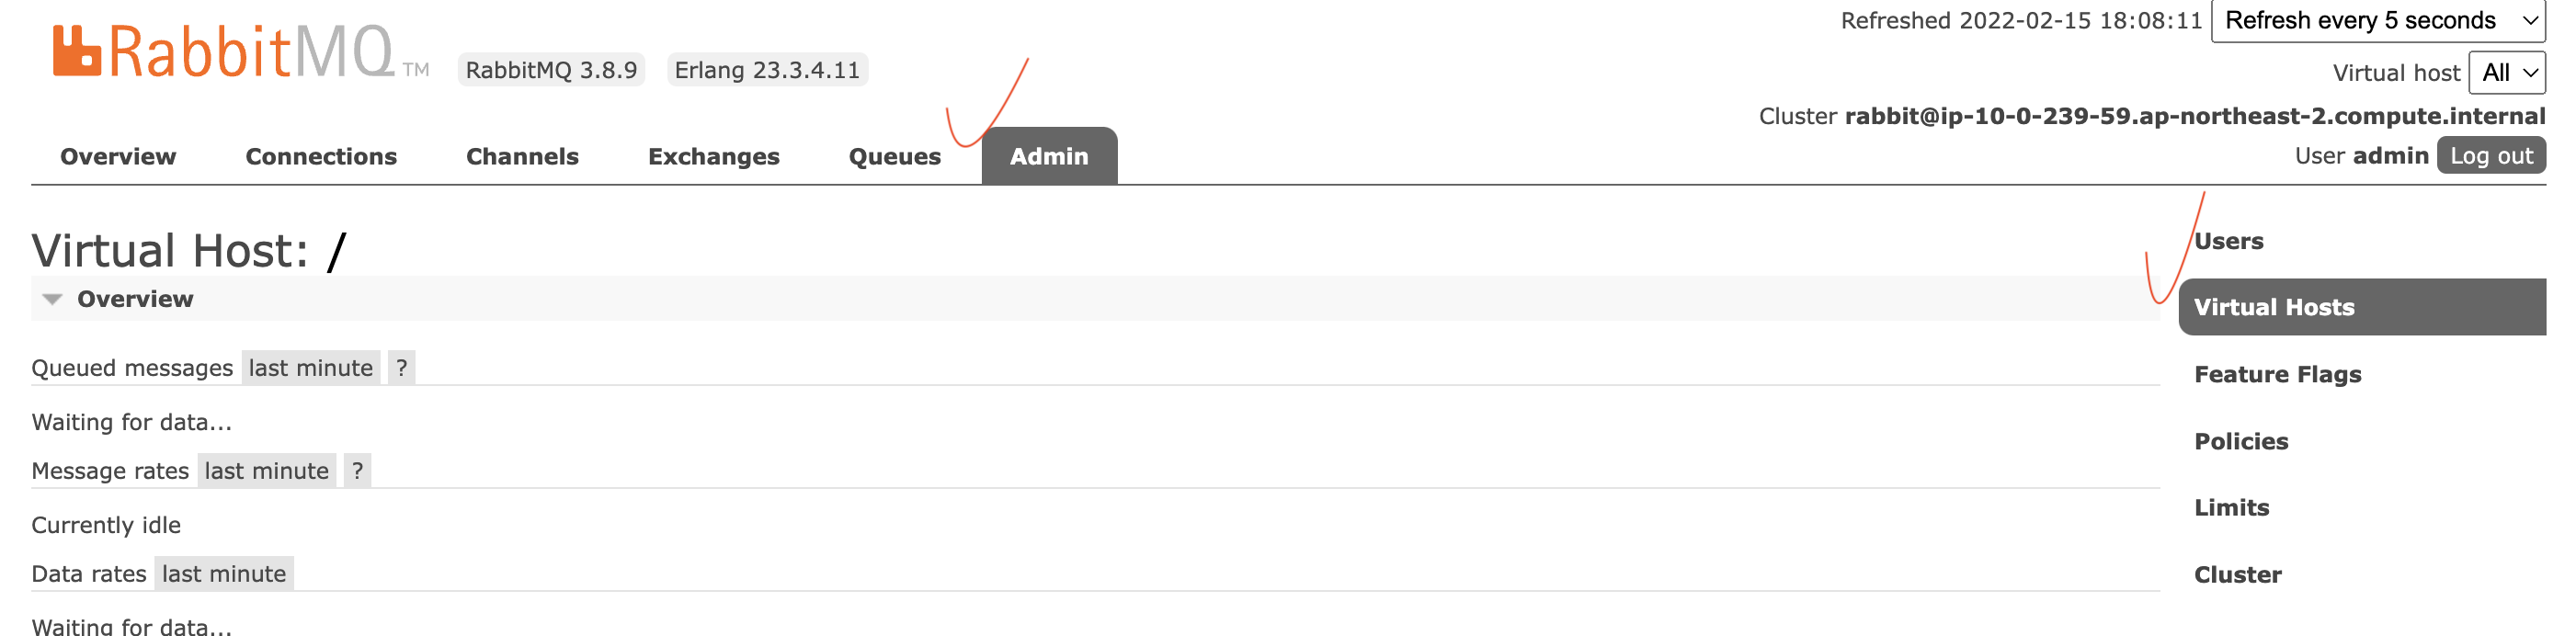 Refreshed 2022-02-15 18:08:11 Refresh every 5 seconds
RabbitMQ TM RabbitMQ 3.8.9 Erlang 23.3.4.11
Virtual host All
Cluster rabbit@ip-10-0-239-59.ap-northeast-2.compute.internal
Overview Connections Channels Exchanges Queues Admin
User admin Log out
Virtual Host: /
Users
Overview
Virtual Hosts
Queued messages last minute ?
Feature Flags
Waiting for data...
Policies
Message rates last minute ?
Limits
Currently idle
Data rates last minute
Cluster
Waiting for data...